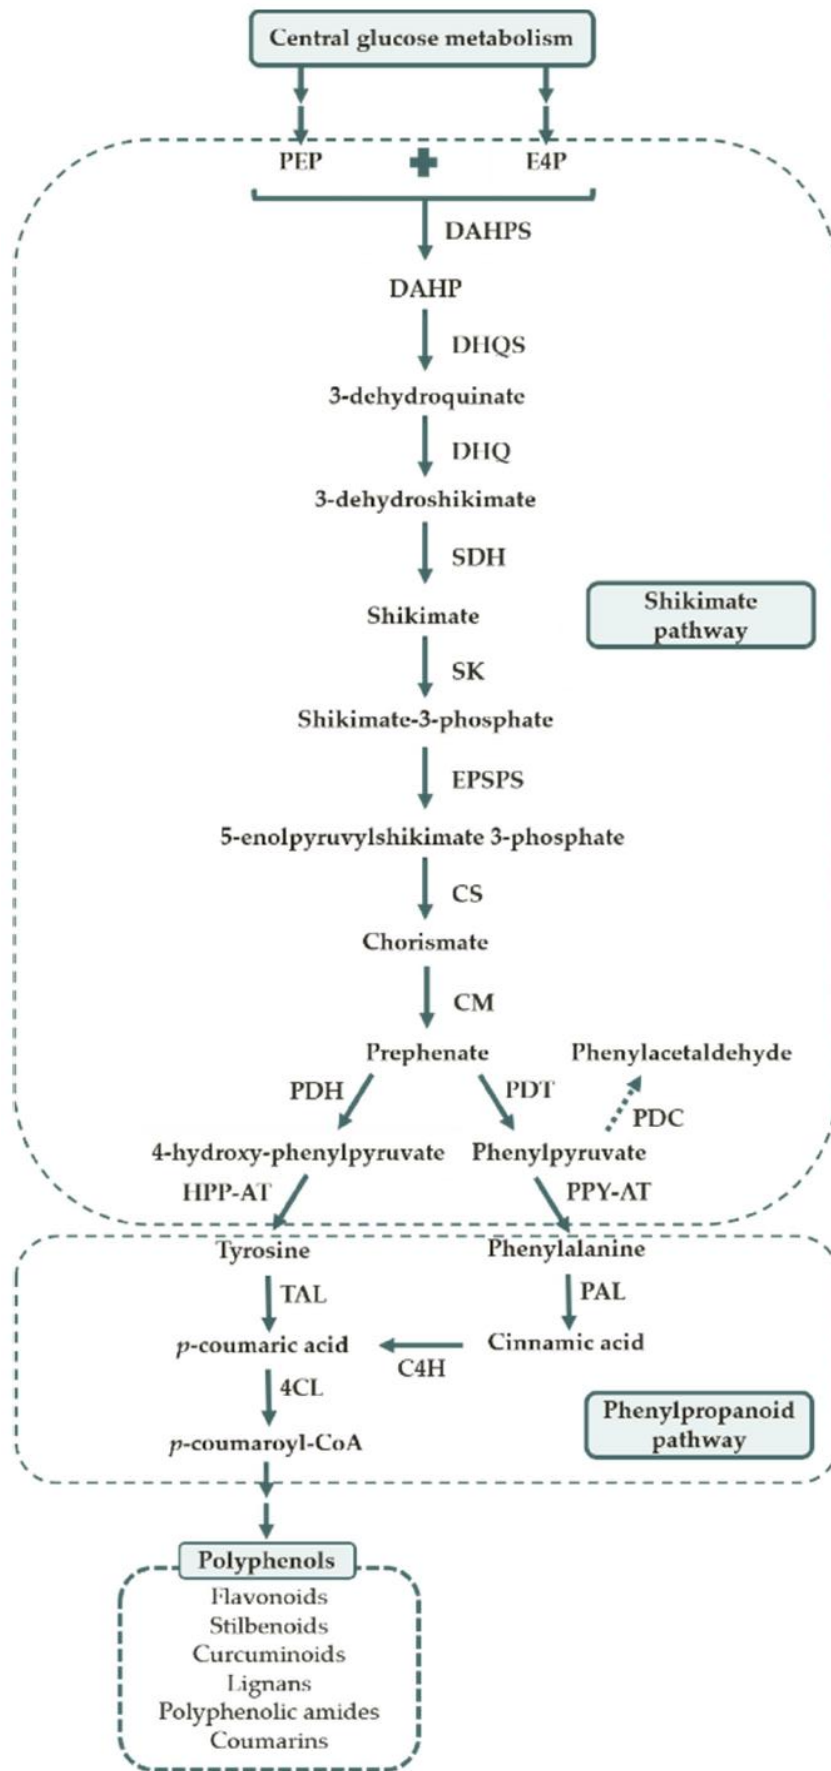 Central glucose metabolism
PEP
E4P
DAHPS
DAHP
DHQS
3-dehydroquinate
DHQ
3-dehydroshikimate
SDH
Shikimate
Shikimate
pathway
SK
Shikimate-3-phosphate
EPSPS
5-enolpyruvylshikimate 3-phosphate
CS
Chorismate
CM
Prephenate
Phenylacetaldehyde
PDH
PDT
PDC
4-hydroxy-phenylpyruvate
Phenylpyruvate
HPP-AT
PPY-AT
Tyrosine
Phenylalanine
TAL
PAL
p-coumaric acid
Cinnamic acid
C4H
4CL
Phenylpropanoid
pathway
p-coumaroyl-CoA
Polyphenols
Flavonoids
Stilbenoids
Curcuminoids
Lignans
Polyphenolic amides
Coumarins